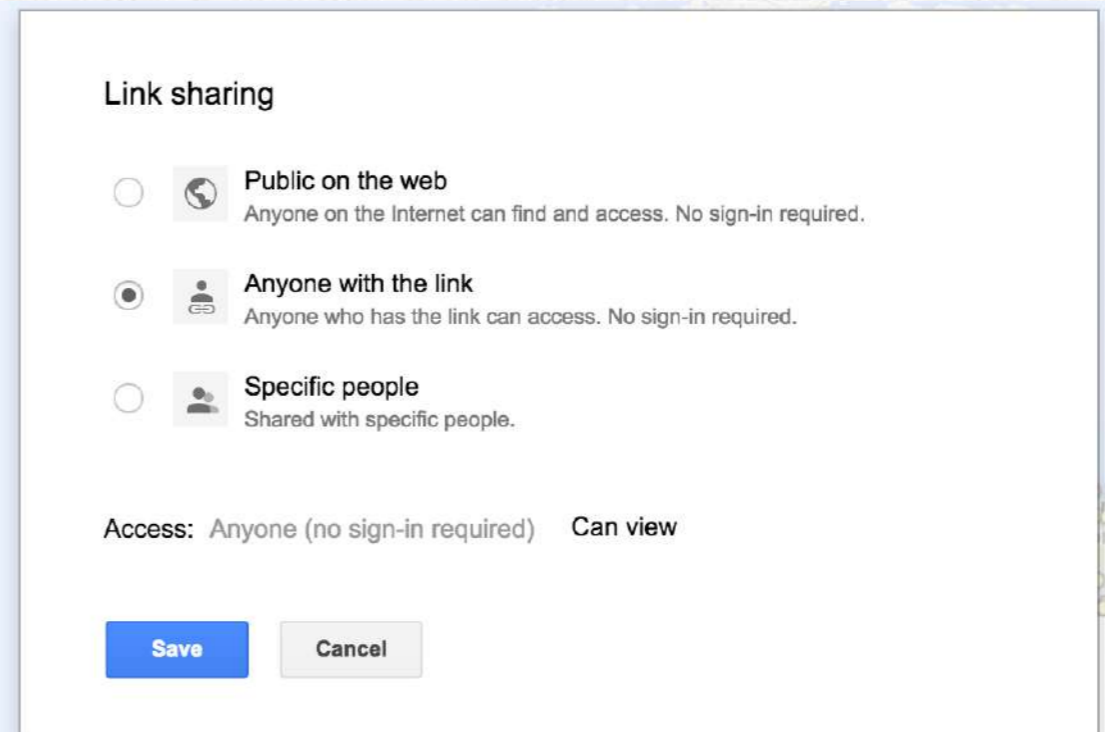 Link sharing
Public on the web
Anyone on the Internet can find and access. No sign-in required.
Anyone with the link
Anyone who has the link can access. No sign-in required.
Specific people
Shared with specific people.
Access: Anyone (no sign-in required) Can view
Save Cancel